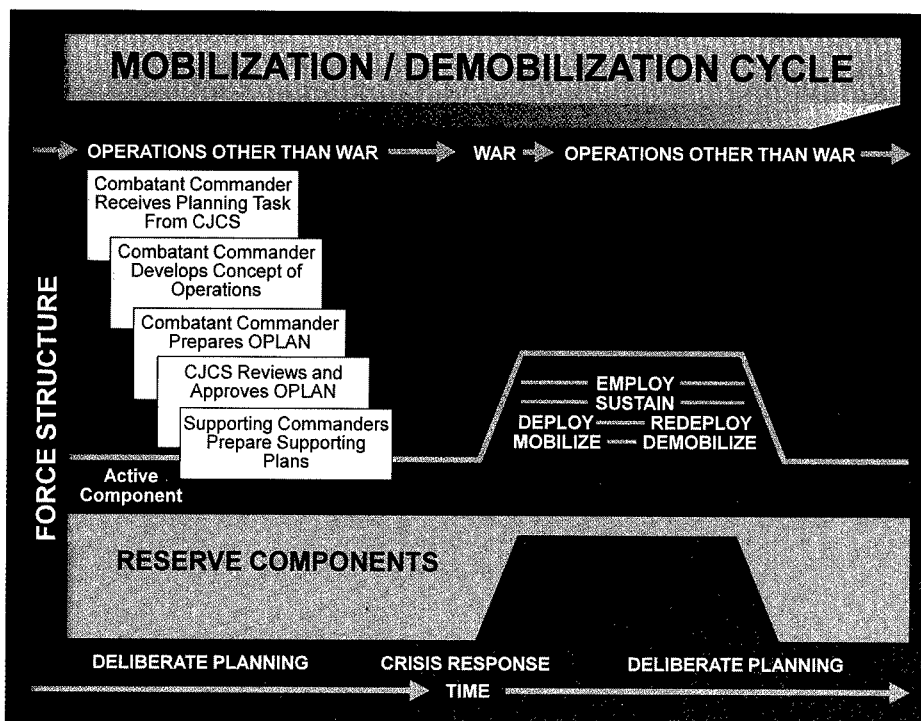 MOBILIZATION / DEMOBILIZATION CYCLE
OPERATIONS OTHER THAN WAR
WAR
OPERATIONS OTHER THAN WAR
Combatant Commander
Receives Planning Task
From CJCS
Combatant Commander
Develops Concept of
Operations
Combatant Commander
Prepares OPLAN
CJCS Reviews and
Approves OPLAN
Supporting Commanders
Prepare Supporting
Plans
FORCE STRUCTURE
EMPLOY
SUSTAIN
DEPLOY REDEPLOY
MOBILIZE DEMOBILIZE
Active
Component
RESERVE COMPONENTS
DELIBERATE PLANNING
CRISIS RESPONSE
DELIBERATE PLANNING
TIME